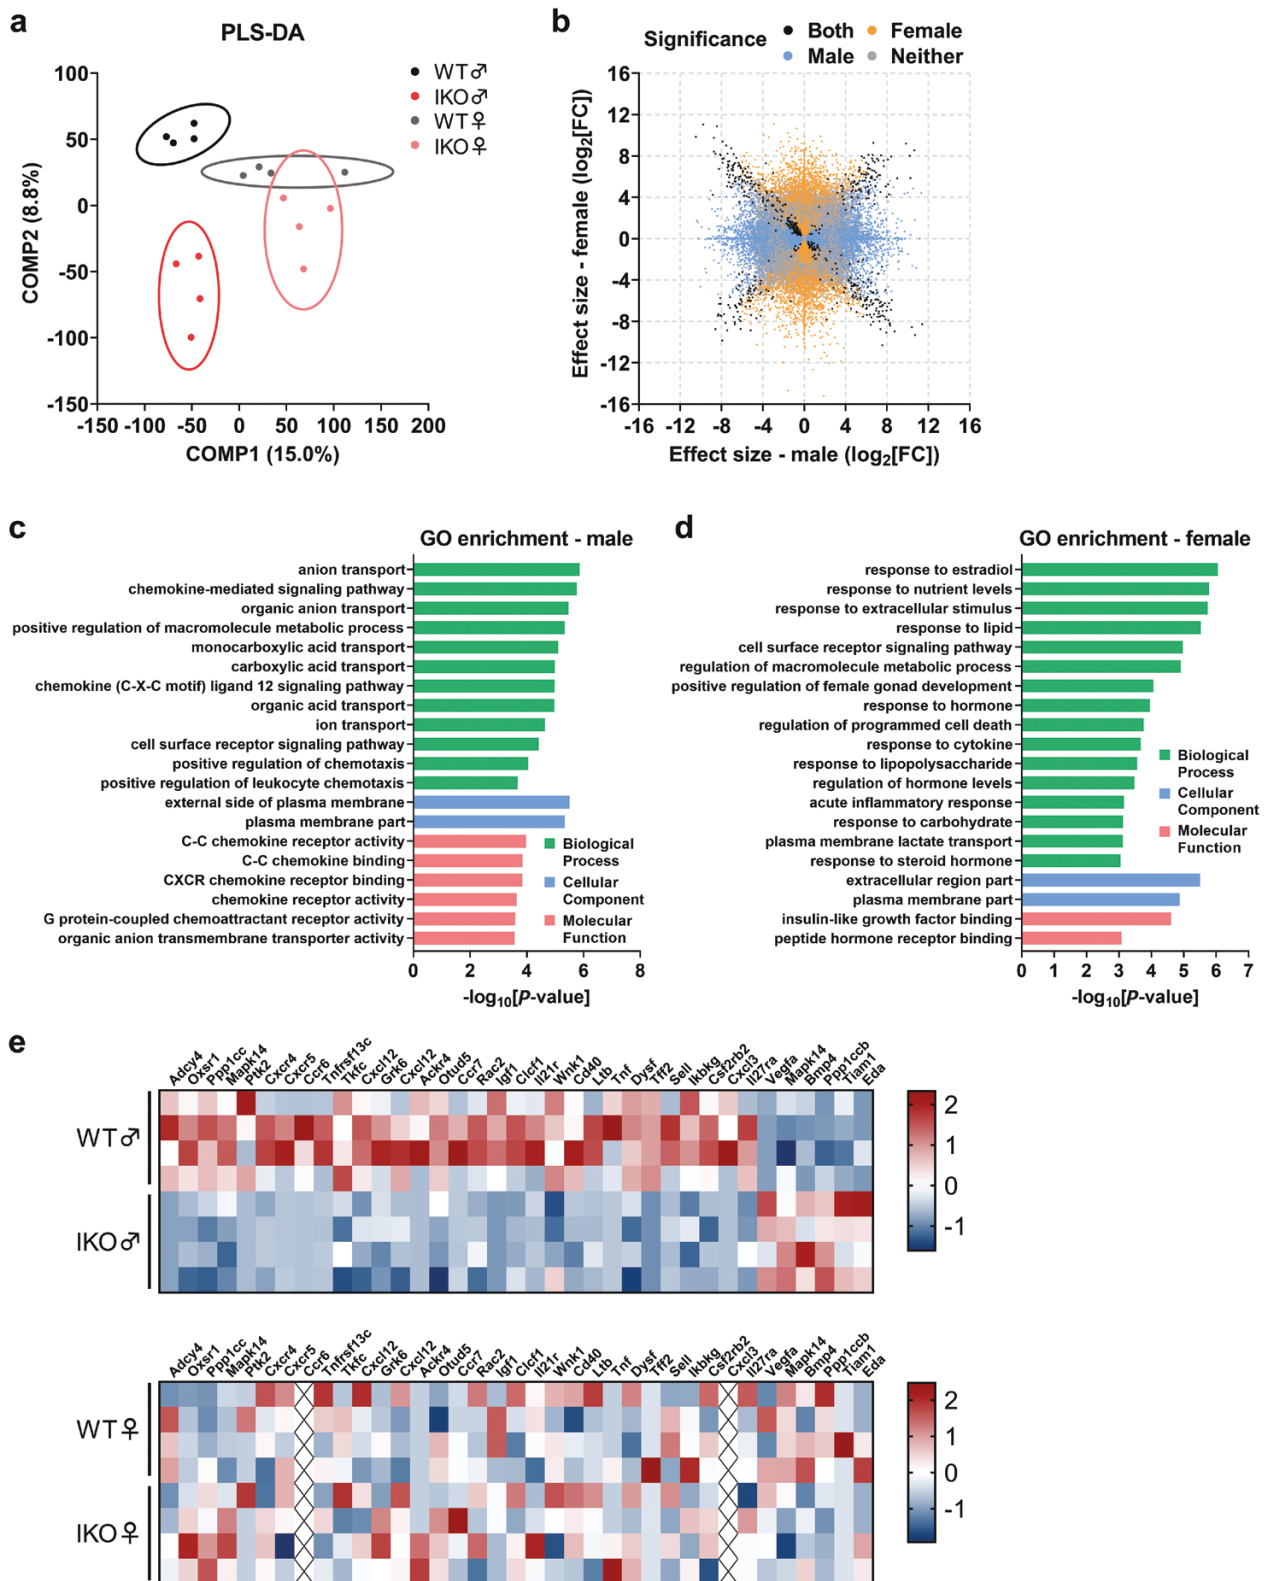 a
PLS-DA
WT♂
IKO♂
WT♀
IKO♀
100
50
0
-50
-100
-150
COMP2 (8.8%)
-150 -100 -50 0 50 100 150 200
COMP1 (15.0%)
b
Significance
Both
Female
Male
Neither
16
12
8
4
0
-4
-8
-12
-16
Effect size - female (log2[FC])
-16 -12 -8 -4 0 4 8 12 16
Effect size - male (log2[FC])
c
GO enrichment - male
anion transport
chemokine-mediated signaling pathway
organic anion transport
positive regulation of macromolecule metabolic process
monocarboxylic acid transport
carboxylic acid transport
chemokine (C-X-C motif) ligand 12 signaling pathway
organic acid transport
ion transport
cell surface receptor signaling pathway
positive regulation of chemotaxis
positive regulation of leukocyte chemotaxis
external side of plasma membrane
plasma membrane part
C-C chemokine receptor activity
C-C chemokine binding
CXCR chemokine receptor binding
chemokine receptor activity
G protein-coupled chemoattractant receptor activity
organic anion transmembrane transporter activity
Biological
Process
Cellular
Component
Molecular
Function
0 2 4 6 8
-log10[P-value]
d
GO enrichment - female
response to estradiol
response to nutrient levels
response to extracellular stimulus
response to lipid
cell surface receptor signaling pathway
regulation of macromolecule metabolic process
positive regulation of female gonad development
response to hormone
regulation of programmed cell death
response to cytokine
response to lipopolysaccharide
regulation of hormone levels
acute inflammatory response
response to carbohydrate
plasma membrane lactate transport
response to steroid hormone
extracellular region part
plasma membrane part
insulin-like growth factor binding
peptide hormone receptor binding
Biological
Process
Cellular
Component
Molecular
Function
0 1 2 3 4 5 6 7
-log10[P-value]
e
Adcy4 Oxsr1 Ppp1cc Mapk14 Ptk2 Cxcr4 Cxcr5 Ccr6 Tnfrsf13c Tkfc Cxcl12 Grk6 Cxcl12 Ackr4 Otud5 Ccr7 Rac2 Igf1 Clcf1 Il21r Wnk1 Cd40 Ltb Tnf Dysf Tff2 Sell Ikbkg Csf2rb2 Cxcl3 Il27ra Vegfa Mapk14 Bmp4 Ppp1ccb Tiam1 Eda
WT♂
IKO♂
2
1
0
-1
Adcy4 Oxsr1 Ppp1cc Mapk14 Ptk2 Cxcr4 Cxcr5 Ccr6 Tnfrsf13c Tkfc Cxcl12 Grk6 Cxcl12 Ackr4 Otud5 Ccr7 Rac2 Igf1 Clcf1 Il21r Wnk1 Cd40 Ltb Tnf Dysf Tff2 Sell Ikbkg Csf2rb2 Cxcl3 Il27ra Vegfa Mapk14 Bmp4 Ppp1ccb Tiam1 Eda
WT♀
IKO♀
2
1
0
-1